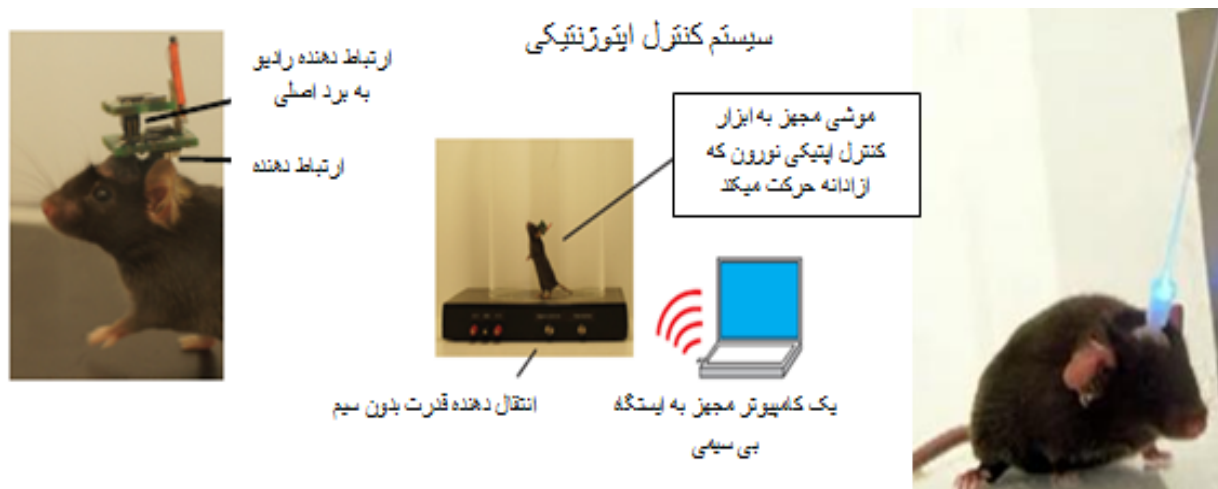 سیستم کنترل اپتوژنتیکی
ارتباط دهنده رادیو
به برد اصلی
ارتباط دهنده
موشی مجهز به ابزار
کنترل اپتیکی نورون که
ازادانه حرکت میکند
انتقال دهنده قدرت بدون سیم
یک کامپیوتر مجهز به ایستگاه
بی سیمی